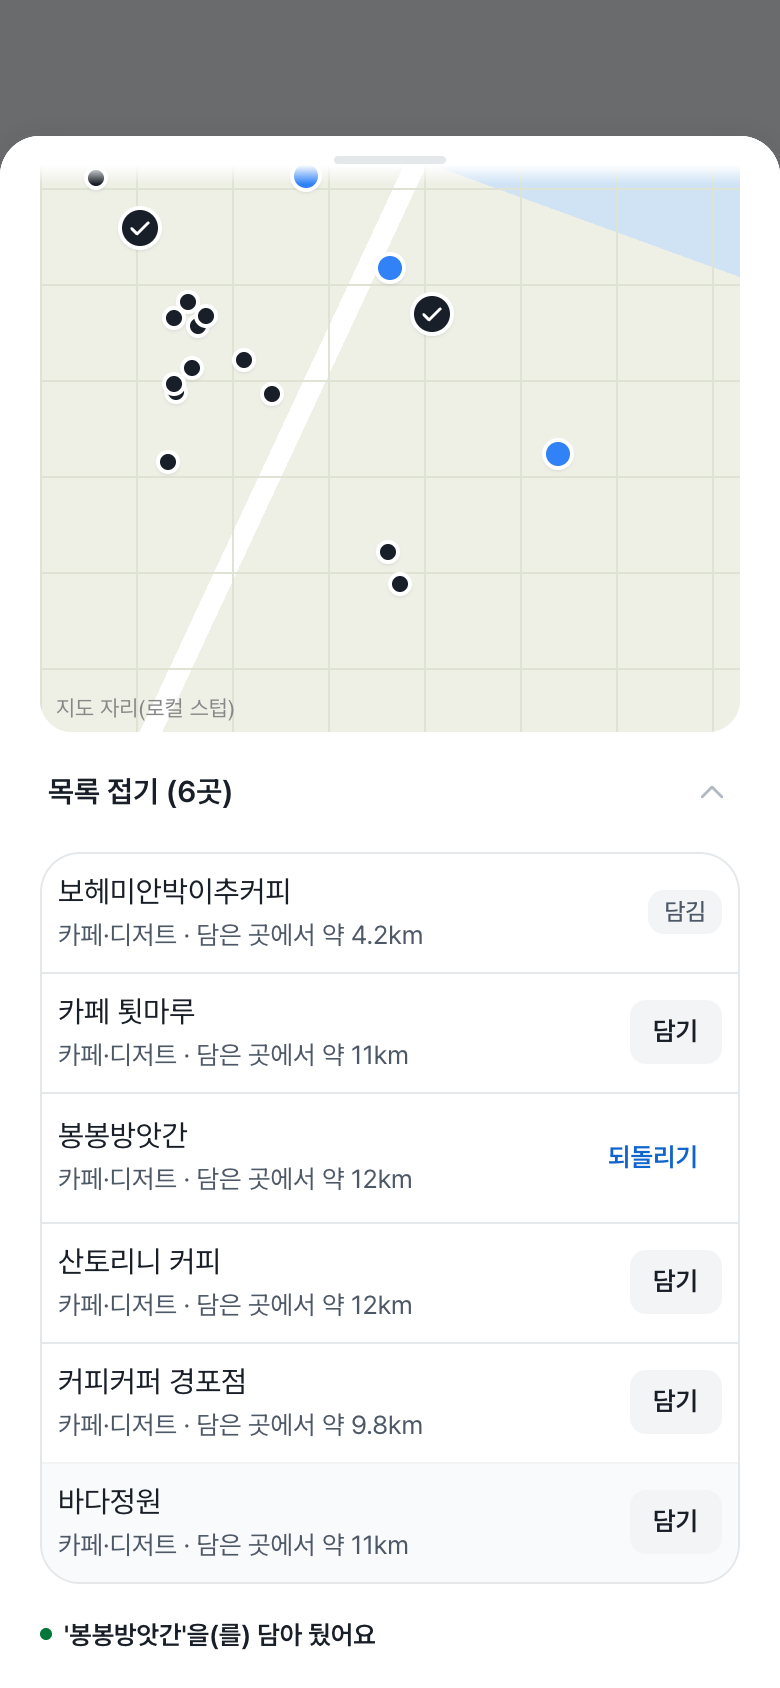 지도 자리(로컬 스텁)
목록 접기 (6곳)
보헤미안박이추커피
카페·디저트 · 담은 곳에서 약 4.2km
담김
카페 툇마루
카페·디저트 · 담은 곳에서 약 11km
담기
봉봉방앗간
카페·디저트 · 담은 곳에서 약 12km
되돌리기
산토리니 커피
카페·디저트 · 담은 곳에서 약 12km
담기
커피커퍼 경포점
카페·디저트 · 담은 곳에서 약 9.8km
담기
바다정원
카페·디저트 · 담은 곳에서 약 11km
담기
'봉봉방앗간'을(를) 담아 뒀어요